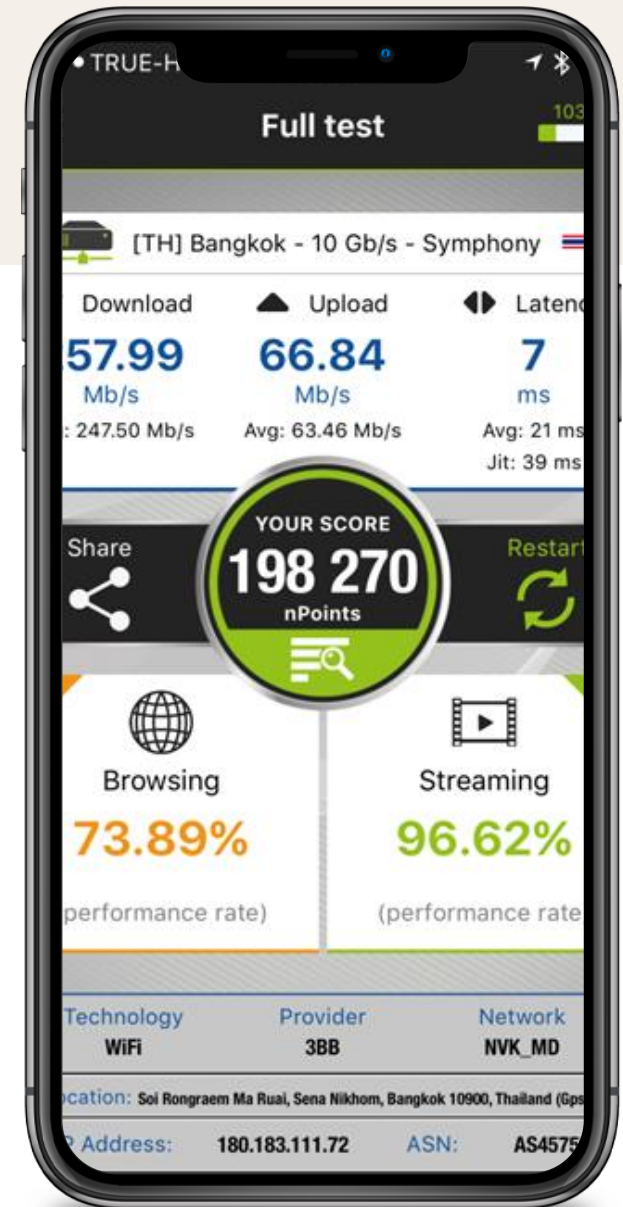 TRUE-H
Full test
103
[TH] Bangkok - 10 Gb/s - Symphony
Download Upload Latenc
57.99 66.84 7
Mb/s Mb/s ms
: 247.50 Mb/s Avg: 63.46 Mb/s Avg: 21 ms
Jit: 39 ms
YOUR SCORE
Share 198 270 Restart
nPoints
Browsing Streaming
73.89% 96.62%
performance rate) (performance rate
Technology Provider Network
WiFi 3BB NVK_MD
ocation: Soi Rongraem Ma Ruai, Sena Nikhom, Bangkok 10900, Thailand (Gps
P Address: 180.183.111.72 ASN: AS4575